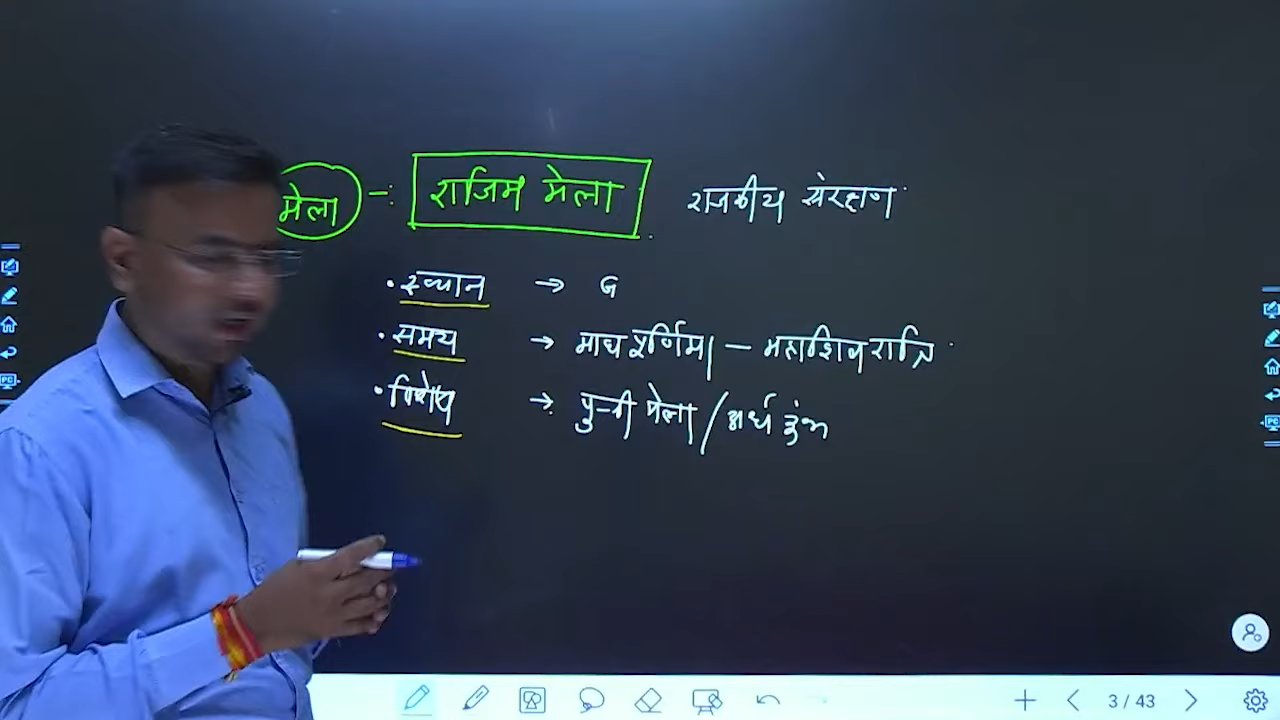 मेला -: राजिम मेला राजकीय संरक्षण
• स्थान → G
• समय → माघ पूर्णिमा – महाशिवरात्रि
• विशेष → पुन्नी मेला / अर्ध कुंभ
3 / 43